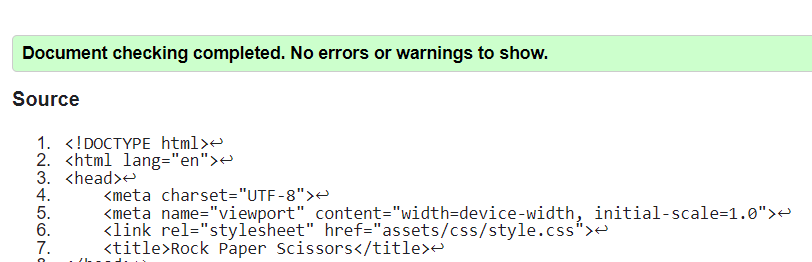 Document checking completed. No errors or warnings to show.
Source
1. <!DOCTYPE html>↩
2. <html lang="en">↩
3. <head>↩
4. <meta charset="UTF-8">↩
5. <meta name="viewport" content="width=device-width, initial-scale=1.0">↩
6. <link rel="stylesheet" href="assets/css/style.css">↩
7. <title>Rock Paper Scissors</title>↩